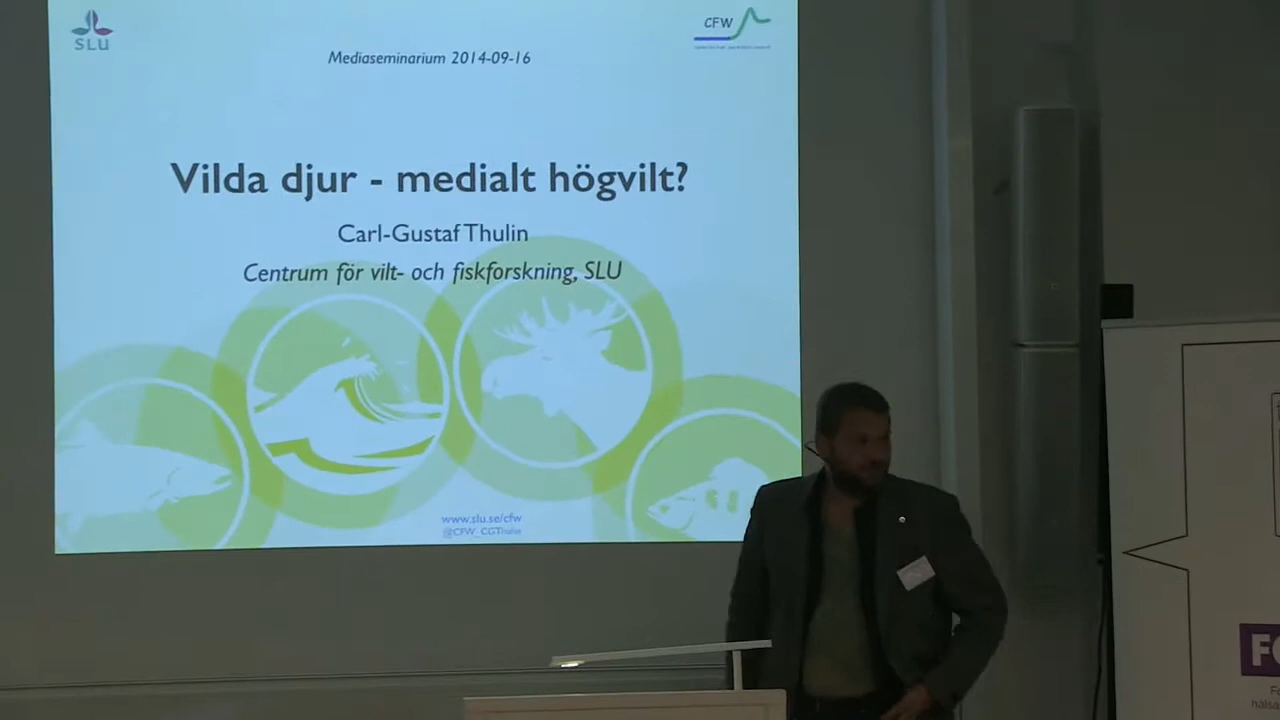 SLU
CFW
Mediaseminarium 2014-09-16
Vilda djur - medialt högvilt?
Carl-Gustaf Thulin
Centrum för vilt- och fiskforskning, SLU
www.slu.se/cfw
@CFW_CGThulin